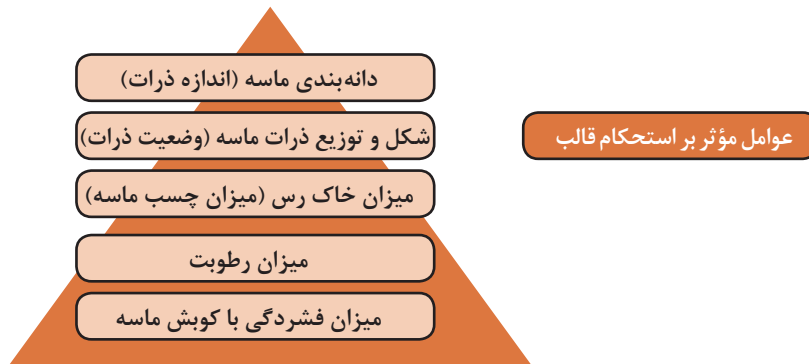 عوامل مؤثر بر استحکام قالب
دانه‌بندی ماسه (اندازه ذرات)
شکل و توزیع ذرات ماسه (وضعیت ذرات)
میزان خاک رس (میزان چسب ماسه)
میزان رطوبت
میزان فشردگی با کوبش ماسه